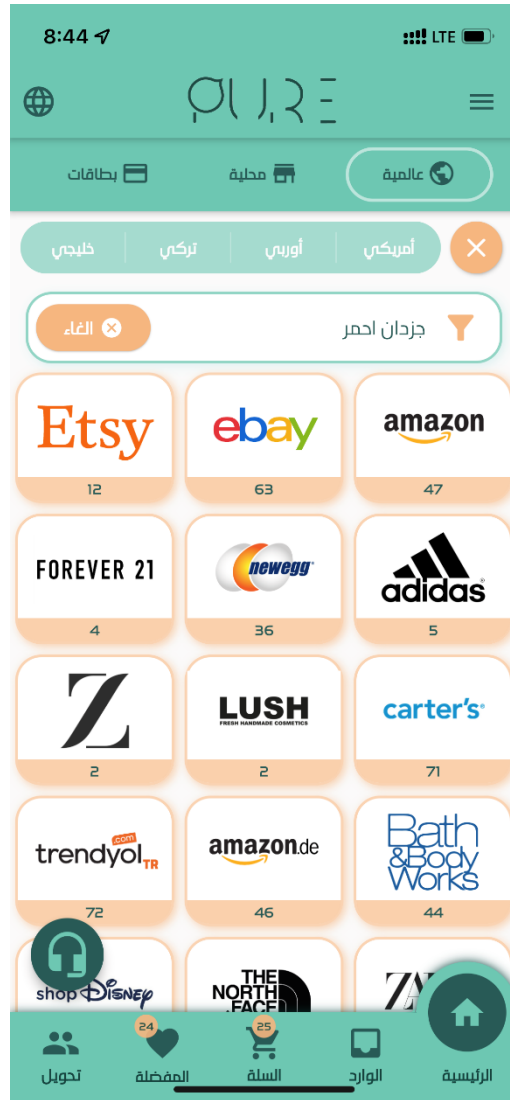 8:44
LTE
PURE
عالمية
محلية
بطاقات
أمريكي
أوربي
تركي
خليجي
جزدان احمر
الغاء
amazon
ebay
Etsy
47
63
12
adidas
newegg
FOREVER 21
5
36
4
carter's
LUSH
FRESH HANDMADE COSMETICS
Z
71
2
2
Bath
&Body
Works
amazon.de
trendyol.com
TR
44
46
72
THE
NORTH
FACE
shop Disney
25
24
الرئيسية
الوارد
السلة
المفضلة
تحويل